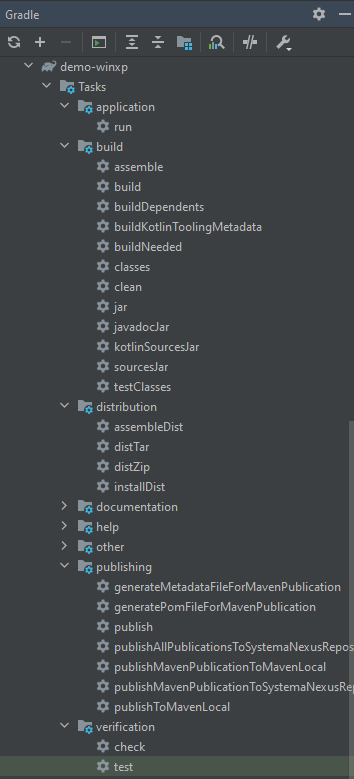 Gradle
demo-winxp
Tasks
application
run
build
assemble
build
buildDependents
buildKotlinToolingMetadata
buildNeeded
classes
clean
jar
javadocJar
kotlinSourcesJar
sourcesJar
testClasses
distribution
assembleDist
distTar
distZip
installDist
documentation
help
other
publishing
generateMetadataFileForMavenPublication
generatePomFileForMavenPublication
publish
publishAllPublicationsToSystemaNexusRepos
publishMavenPublicationToMavenLocal
publishMavenPublicationToSystemaNexusRep
publishToMavenLocal
verification
check
test